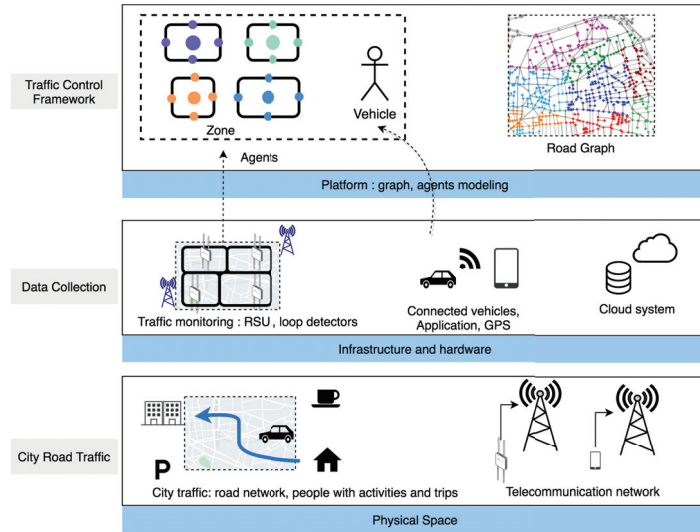 Traffic Control
Framework
Zone
Vehicle
Agents
Road Graph
Platform : graph, agents modeling
Data Collection
Traffic monitoring : RSU, loop detectors
Connected vehicles,
Application, GPS
Cloud system
Infrastructure and hardware
City Road Traffic
P
City traffic: road network, people with activities and trips
Telecommunication network
Physical Space